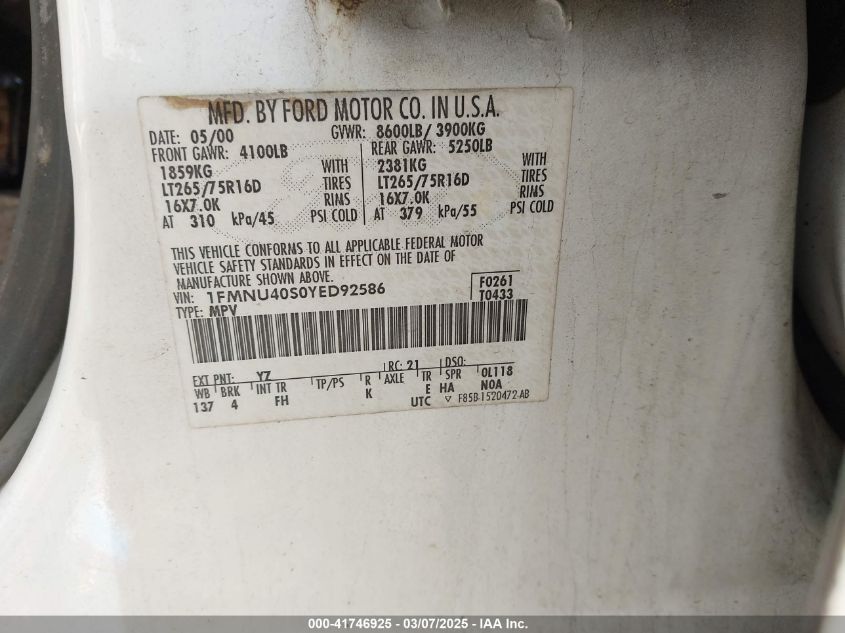 MFD. BY FORD MOTOR CO. IN U.S.A.
DATE: 05/00 GVWR: 8600LB/ 3900KG
FRONT GAWR: 4100LB REAR GAWR: 5250LB
1859KG WITH 2381KG WITH
LT265/75R16D TIRES LT265/75R16D TIRES
16X7.0K RIMS 16X7.0K RIMS
AT 310 kPa/45 PSI COLD AT 379 kPa/55 PSI COLD
THIS VEHICLE CONFORMS TO ALL APPLICABLE FEDERAL MOTOR
VEHICLE SAFETY STANDARDS IN EFFECT ON THE DATE OF
MANUFACTURE SHOWN ABOVE.
VIN: 1FMNU40S0YED92586 F0261
TYPE: MPV T0433
EXT PNT: YZ RC: 21 DSO:
WB BRK INT TR TP/PS R AXLE TR SPR 0L118
137 4 FH K E HA N0A
UTC ▽ F85B-1520472-AB
000-41746925 - 03/07/2025 - IAA Inc.